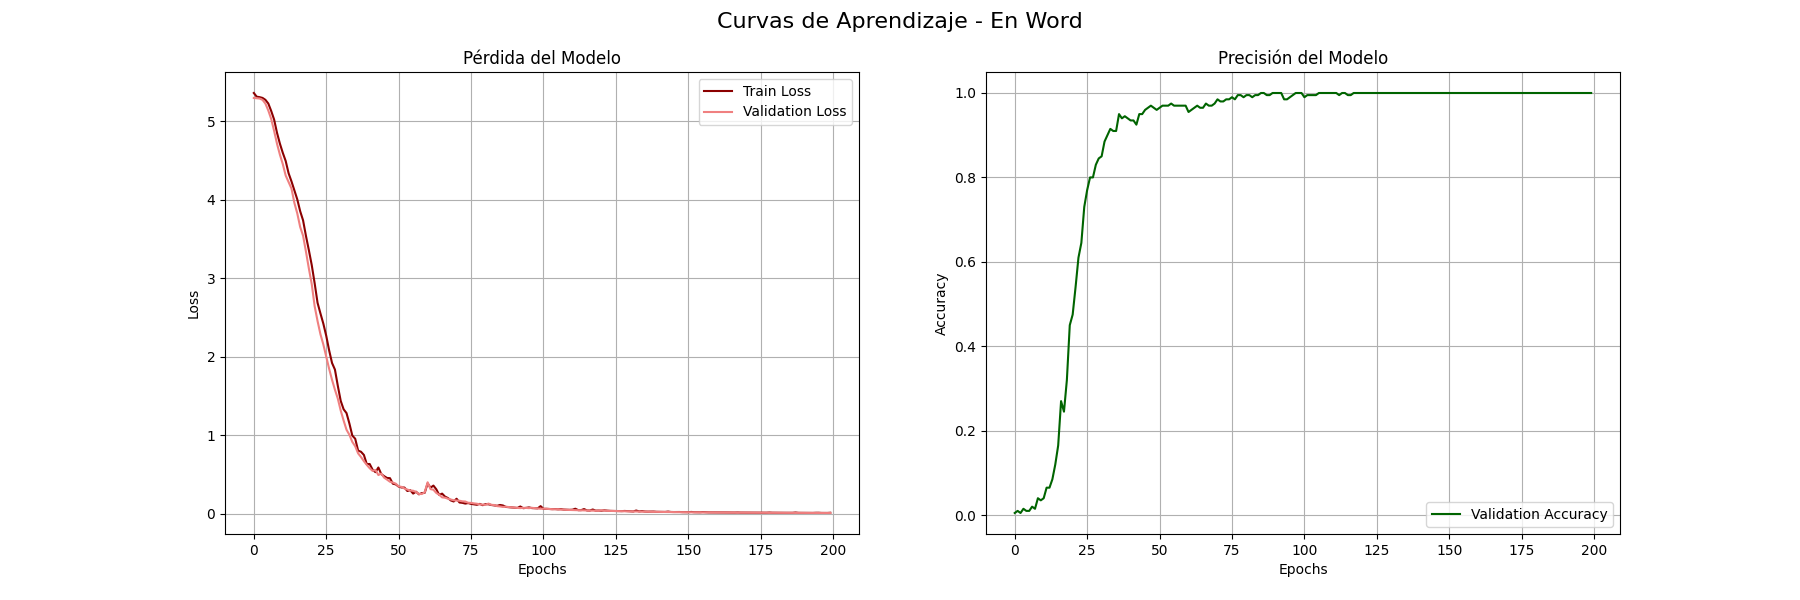 Curvas de Aprendizaje - En Word
Pérdida del Modelo
Train Loss
Validation Loss
5
4
3
2
1
0
Loss
0 25 50 75 100 125 150 175 200
Epochs
Precisión del Modelo
1.0
0.8
0.6
0.4
0.2
0.0
Accuracy
Validation Accuracy
0 25 50 75 100 125 150 175 200
Epochs